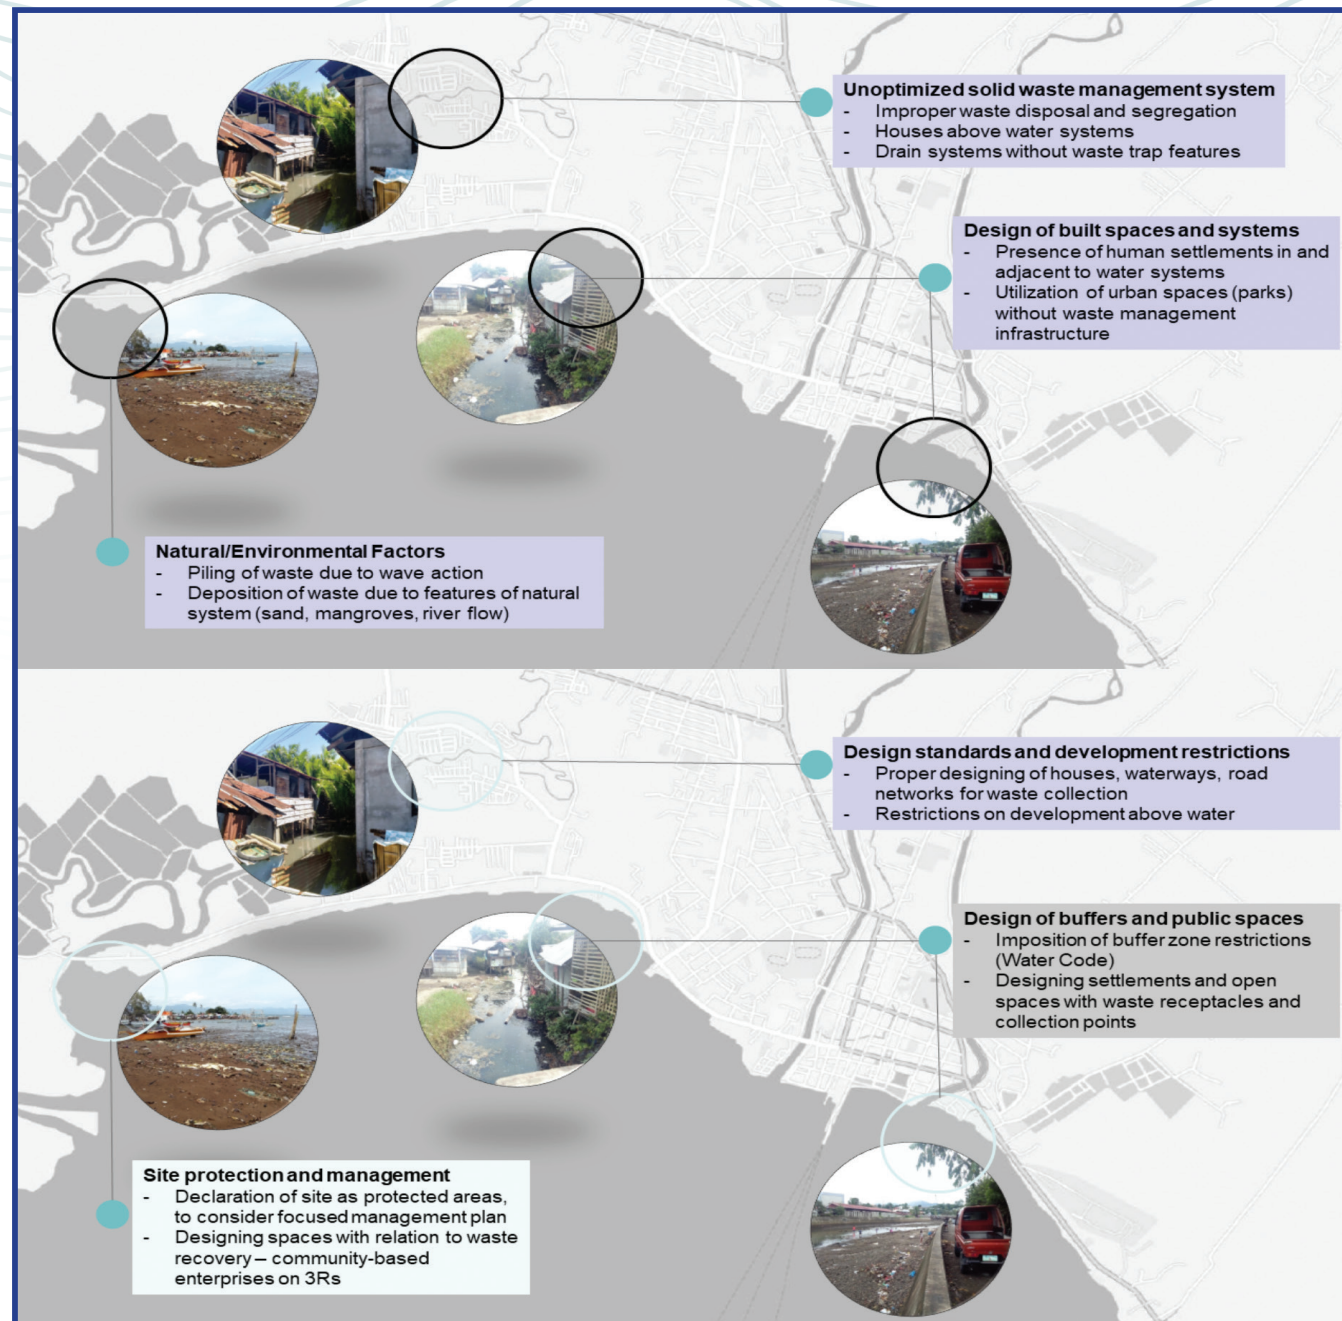 Unoptimized solid waste management system
- Improper waste disposal and segregation
- Houses above water systems
- Drain systems without waste trap features
Design of built spaces and systems
- Presence of human settlements in and
adjacent to water systems
- Utilization of urban spaces (parks)
without waste management
infrastructure
Natural/Environmental Factors
- Piling of waste due to wave action
- Deposition of waste due to features of natural
system (sand, mangroves, river flow)
Design standards and development restrictions
- Proper designing of houses, waterways, road
networks for waste collection
- Restrictions on development above water
Design of buffers and public spaces
- Imposition of buffer zone restrictions
(Water Code)
- Designing settlements and open
spaces with waste receptacles and
collection points
Site protection and management
- Declaration of site as protected areas,
to consider focused management plan
- Designing spaces with relation to waste
recovery – community-based
enterprises on 3Rs